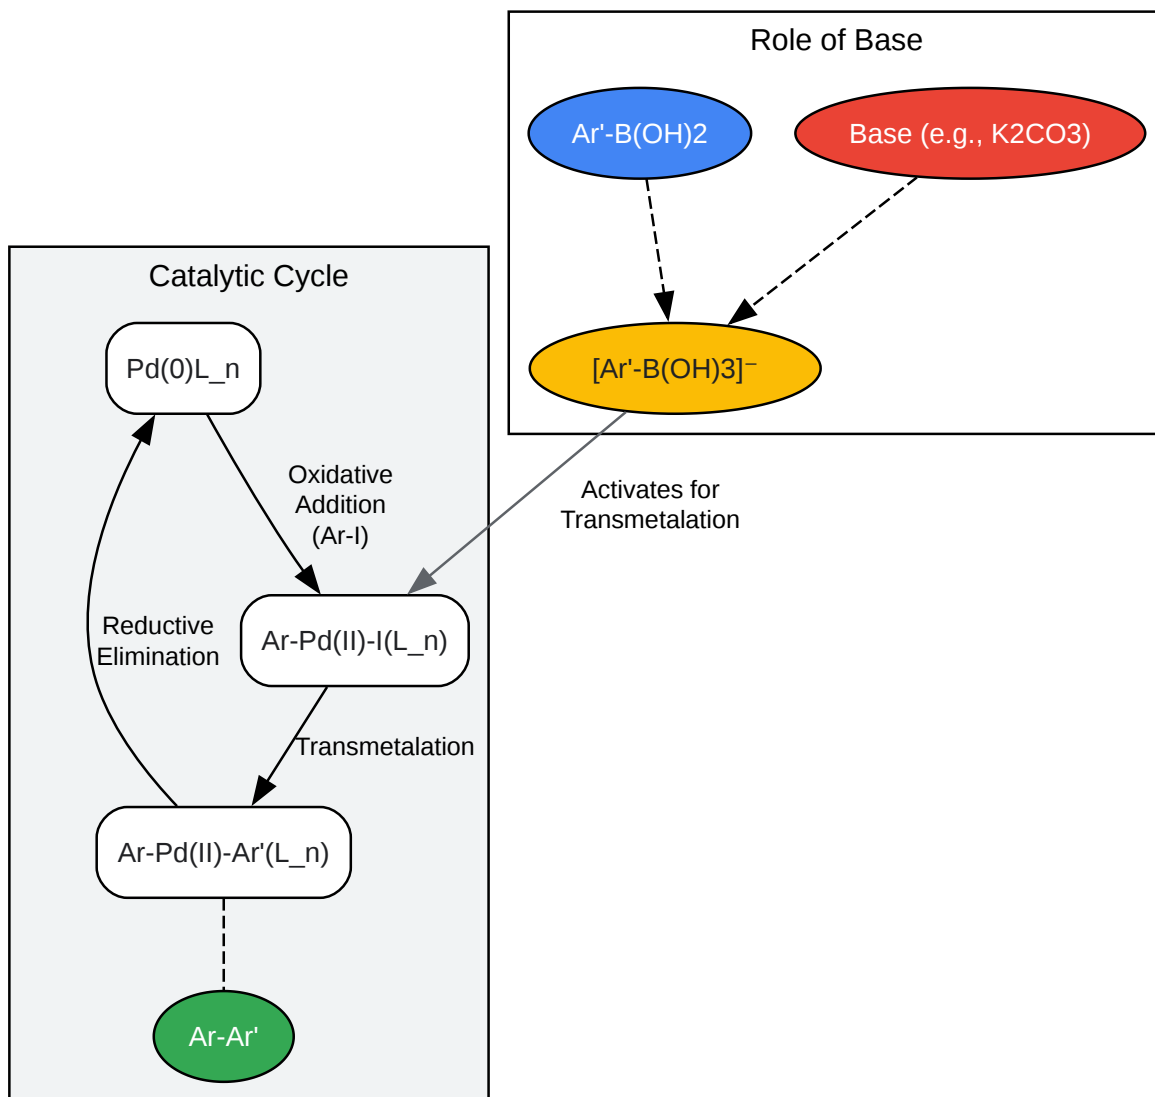 Role of Base
Ar'-B(OH)2
Base (e.g., K2CO3)
[Ar'-B(OH)3]⁻
Activates for
Transmetalation
Catalytic Cycle
Pd(0)L_n
Oxidative
Addition
(Ar-I)
Ar-Pd(II)-I(L_n)
Reductive
Elimination
Transmetalation
Ar-Pd(II)-Ar'(L_n)
Ar-Ar'